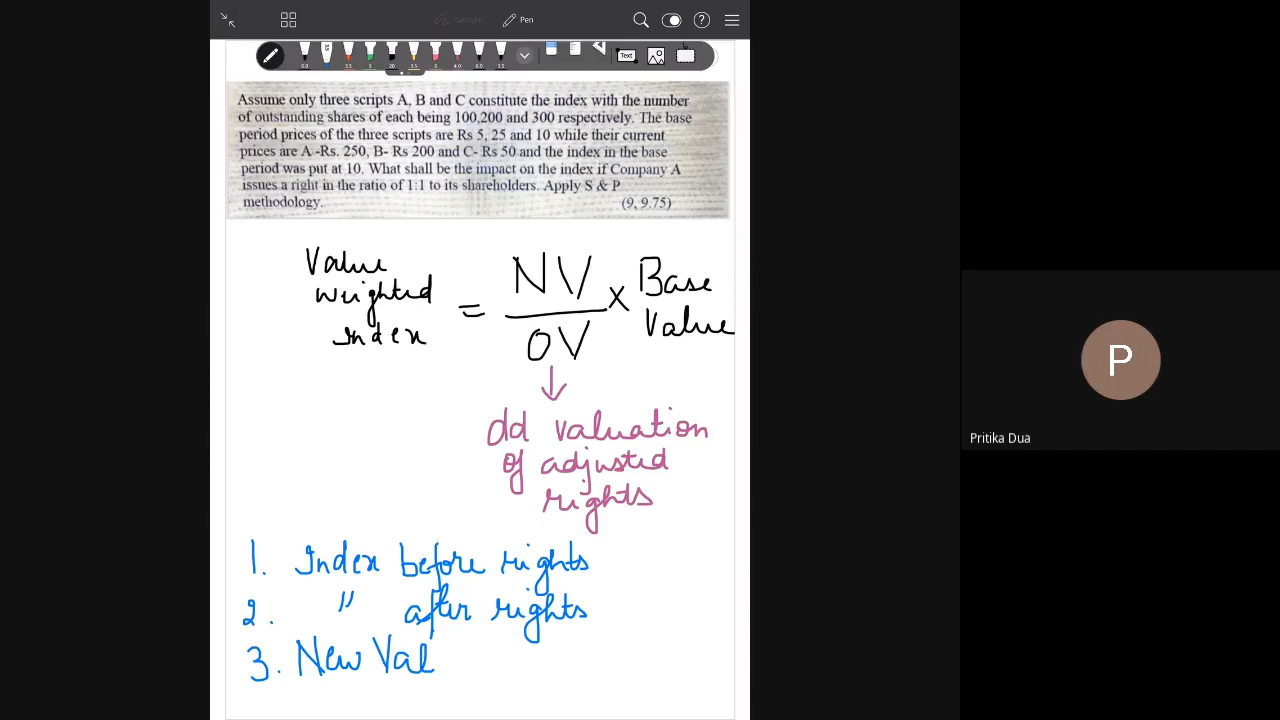 Gesture
Pen
Text
Assume only three scripts A, B and C constitute the index with the number
of outstanding shares of each being 100,200 and 300 respectively. The base
period prices of the three scripts are Rs 5, 25 and 10 while their current
prices are A -Rs. 250, B- Rs 200 and C- Rs 50 and the index in the base
period was put at 10. What shall be the impact on the index if Company A
issues a right in the ratio of 1:1 to its shareholders. Apply S & P
methodology. (9, 9.75)
Value
weighted
Index
= NV/OV × Base
Value
↓
dd valuation
of adjusted
rights
1. Index before rights
2. " after rights
3. New Val
P
Pritika Dua